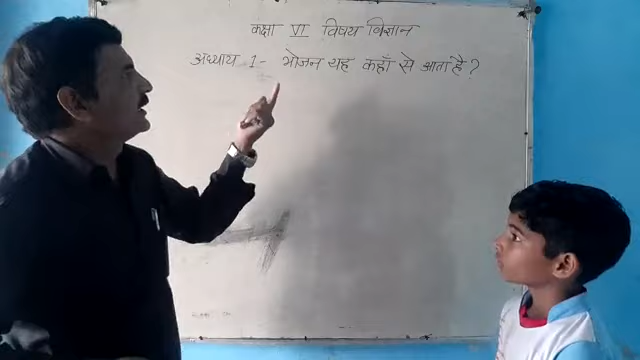 कक्षा VI विषय विज्ञान
अध्याय 1- भोजन यह कहाँ से आता है ?